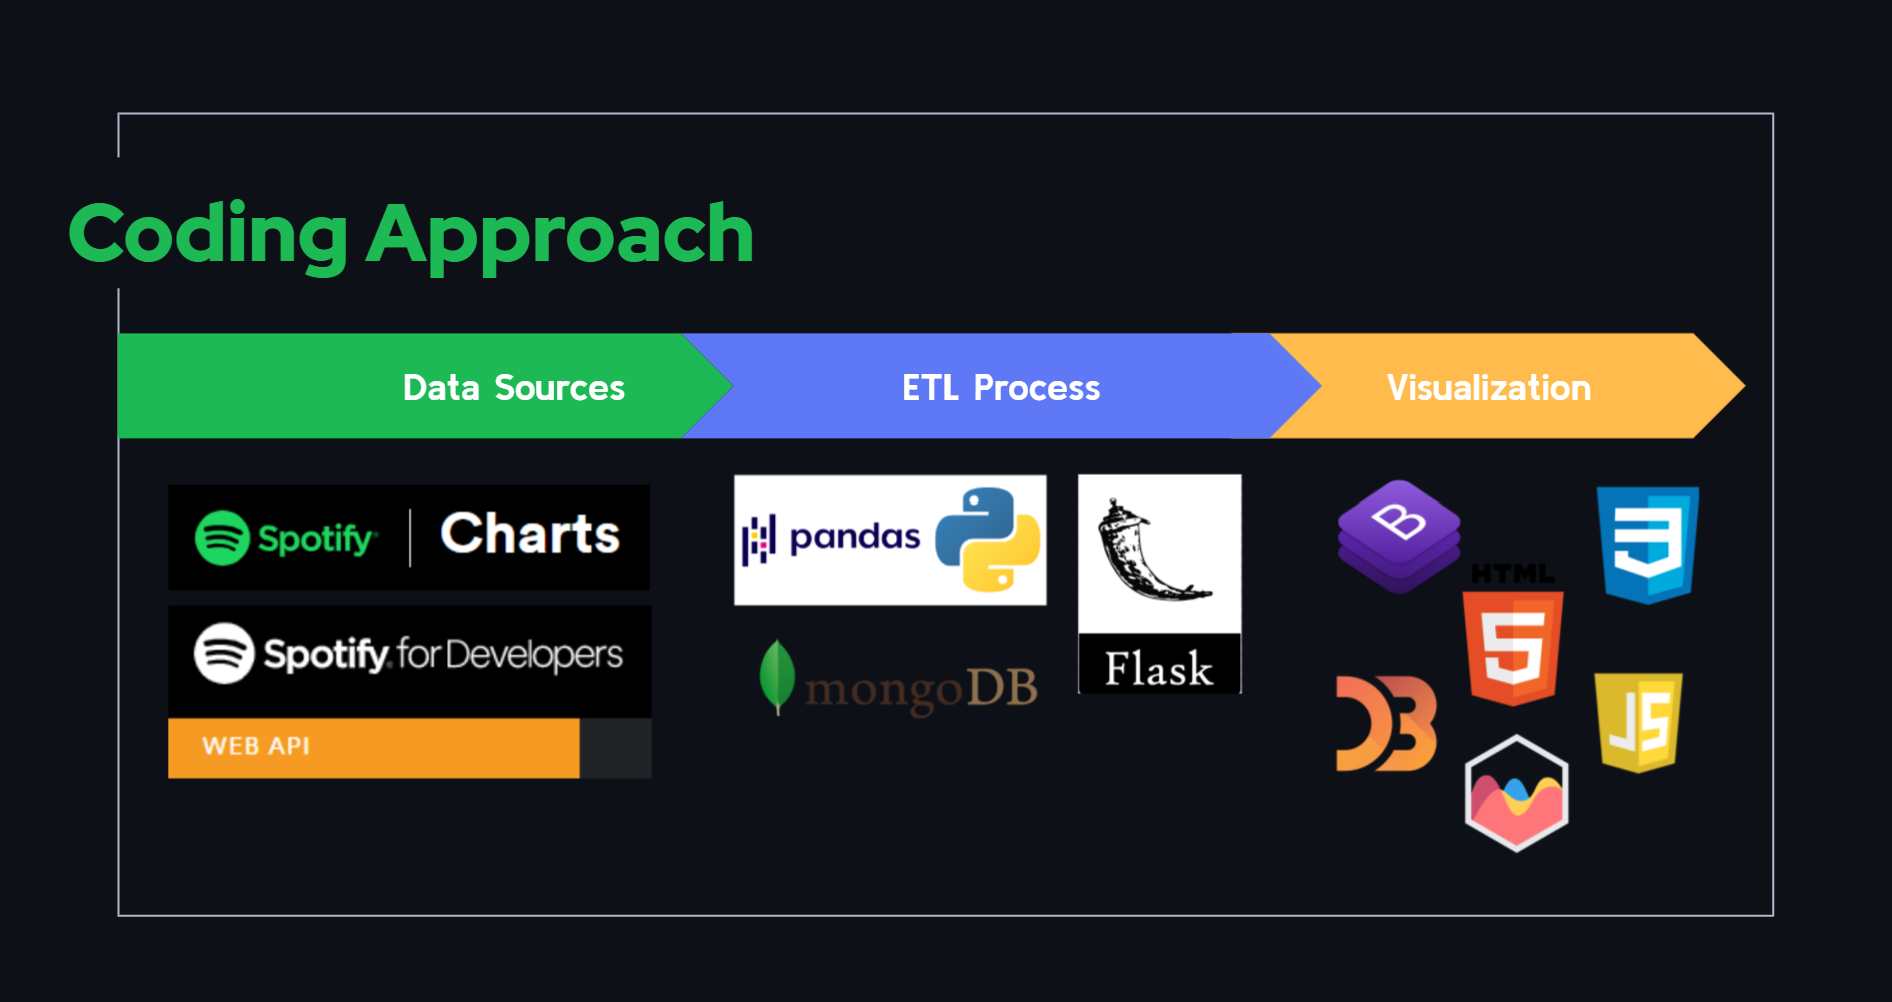 Coding Approach
Data Sources
ETL Process
Visualization
Spotify | Charts
Spotify for Developers
WEB API
pandas
mongoDB
Flask
B
HTML
5
3
D3
JS